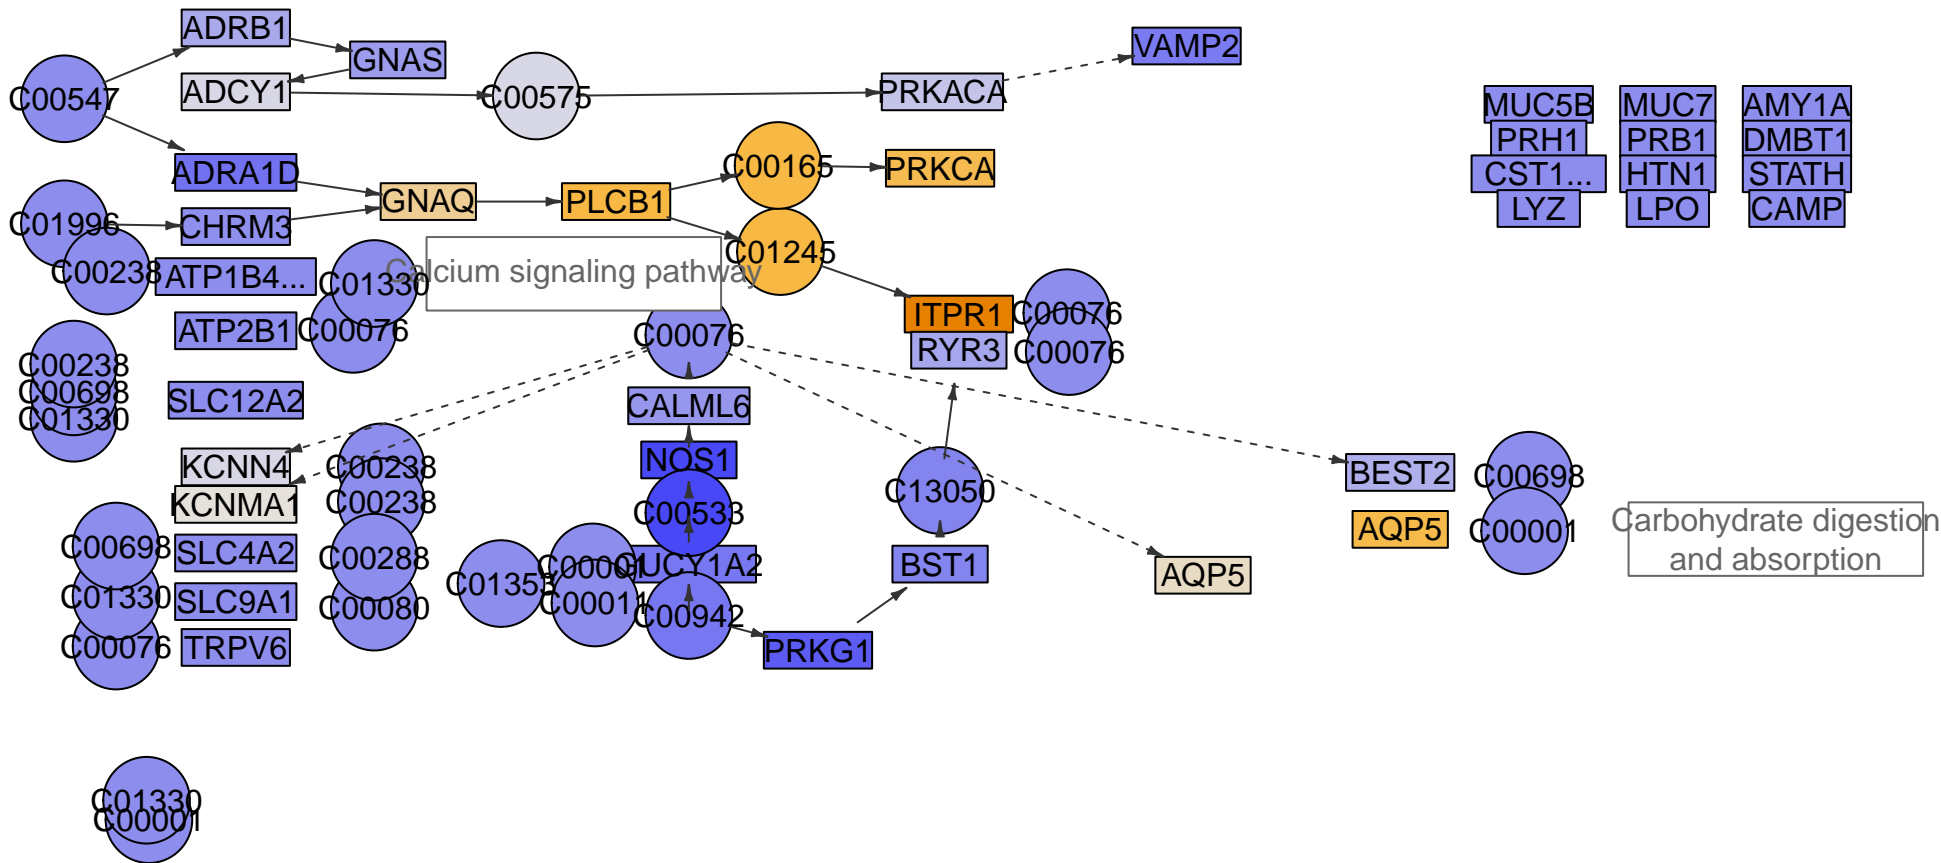 ADRB1
GNAS
VAMP2
C00547
ADCY1
C00575
PRKACA
MUC5B
MUC7
AMY1A
PRH1
PRB1
DMBT1
ADRA1D
C00165
PRKCA
CST1...
HTN1
STATH
GNAQ
PLCB1
LYZ
LPO
CAMP
C01996
CHRM3
C01245
C00238
ATP1B4...
C01330
Calcium signaling pathway
ITPR1
C00076
ATP2B1
C00076
C00076
RYR3
C00076
C00238
C00698
C01330
SLC12A2
CALML6
KCNN4
C00238
NOS1
C13050
BEST2
C00698
KCNMA1
C00238
C00533
AQP5
C00001
Carbohydrate digestion
and absorption
C00698
SLC4A2
C00288
C00001
GUCY1A2
BST1
AQP5
C01353
C01330
SLC9A1
C00080
C00011
C00942
C00076
TRPV6
PRKG1
C01330
C00001